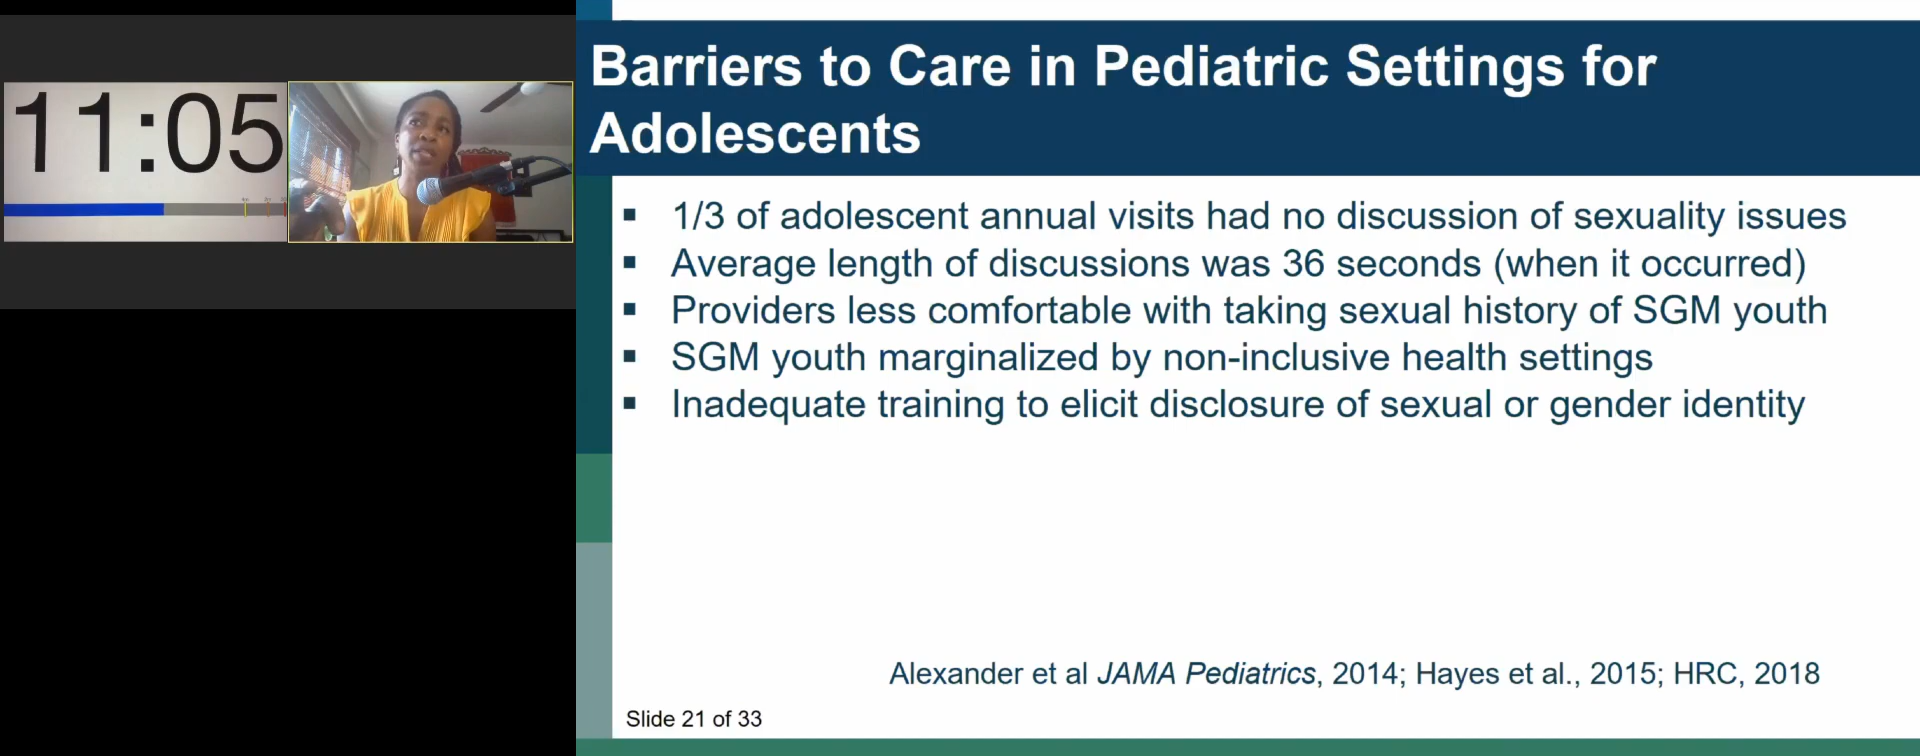 11:05
Barriers to Care in Pediatric Settings for
Adolescents
▪ 1/3 of adolescent annual visits had no discussion of sexuality issues
▪ Average length of discussions was 36 seconds (when it occurred)
▪ Providers less comfortable with taking sexual history of SGM youth
▪ SGM youth marginalized by non-inclusive health settings
▪ Inadequate training to elicit disclosure of sexual or gender identity
Alexander et al JAMA Pediatrics, 2014; Hayes et al., 2015; HRC, 2018
Slide 21 of 33